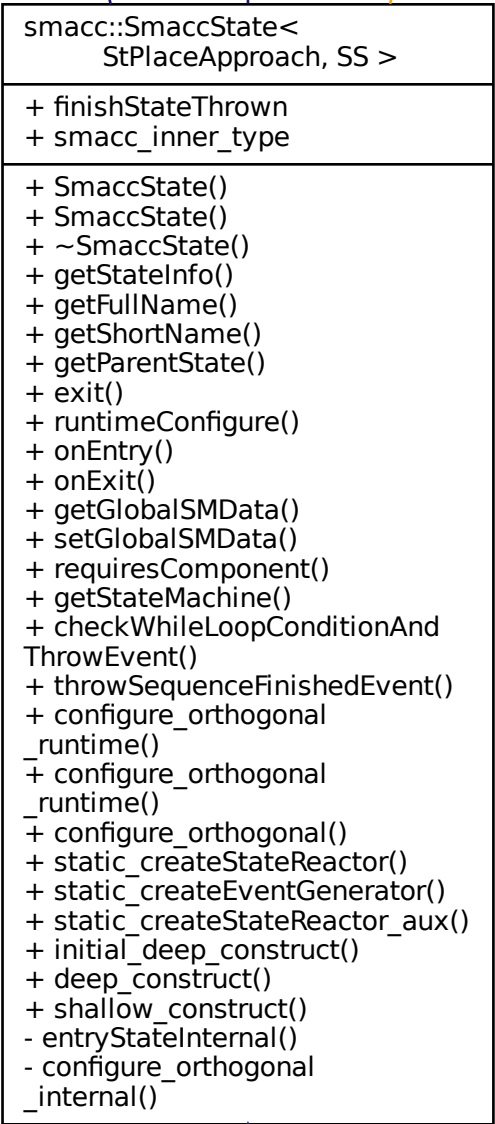 smacc::SmaccState<
StPlaceApproach, SS >
+ finishStateThrown
+ smacc_inner_type
+ SmaccState()
+ SmaccState()
+ ~SmaccState()
+ getStateInfo()
+ getFullName()
+ getShortName()
+ getParentState()
+ exit()
+ runtimeConfigure()
+ onEntry()
+ onExit()
+ getGlobalSMData()
+ setGlobalSMData()
+ requiresComponent()
+ getStateMachine()
+ checkWhileLoopConditionAnd
ThrowEvent()
+ throwSequenceFinishedEvent()
+ configure_orthogonal
_runtime()
+ configure_orthogonal
_runtime()
+ configure_orthogonal()
+ static_createStateReactor()
+ static_createEventGenerator()
+ static_createStateReactor_aux()
+ initial_deep_construct()
+ deep_construct()
+ shallow_construct()
- entryStateInternal()
- configure_orthogonal
_internal()